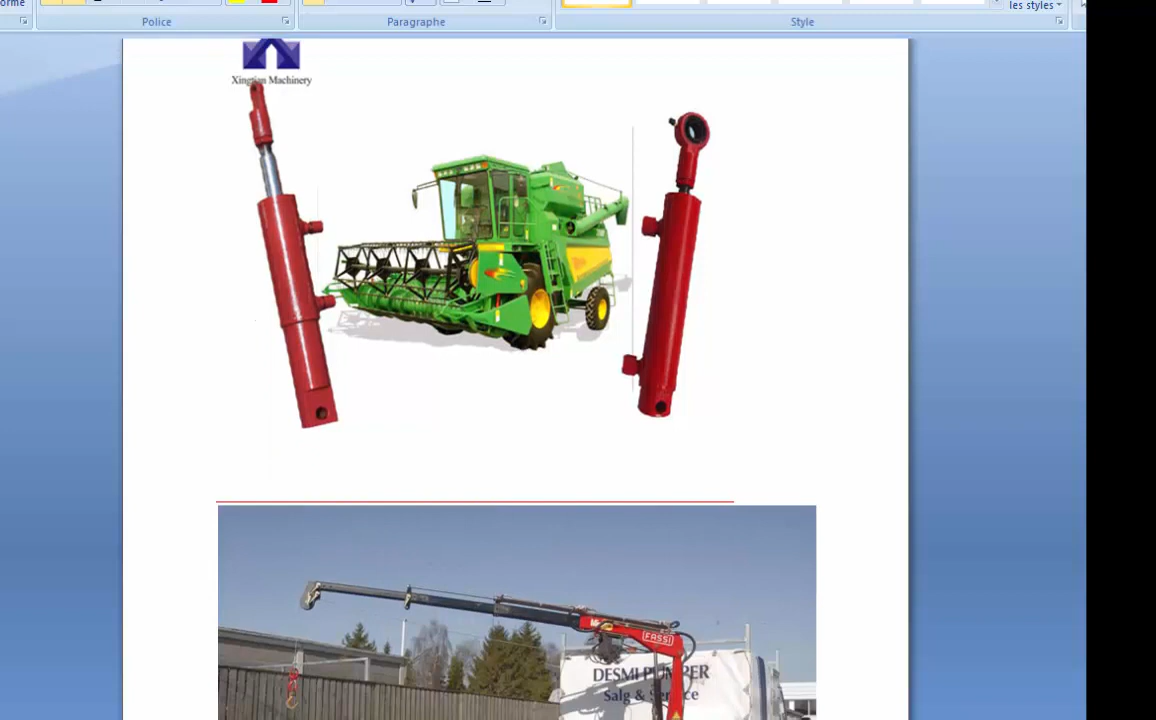 orme
Police
Paragraphe
Style
les styles
Xingtian Machinery
FASSI
DESMI PUMPER
Salg & Service